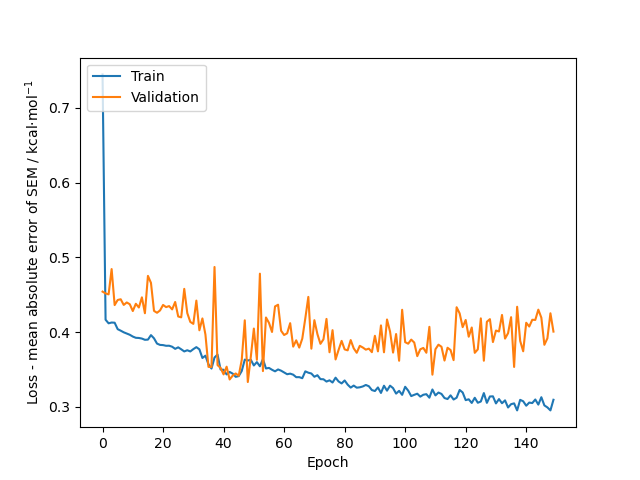 Train
Validation
Loss - mean absolute error of SEM / kcal·mol⁻¹
0.7
0.6
0.5
0.4
0.3
0 20 40 60 80 100 120 140
Epoch